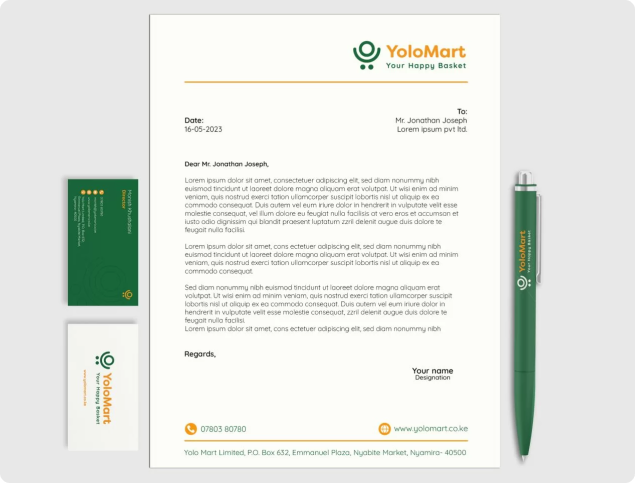 YoloMart
Your Happy Basket
To:
Date:
Mr. Jonathan Joseph
16-05-2023
Lorem ipsum pvt ltd.
Dear Mr. Jonathan Joseph,
Lorem ipsum dolor sit amet, consectetuer adipiscing elit, sed diam nonummy nibh
euismod tincidunt ut laoreet dolore magna aliquam erat volutpat. Ut wisi enim ad minim
veniam, quis nostrud exerci tation ullamcorper suscipit lobortis nisl ut aliquip ex ea
commodo consequat. Duis autem vel eum iriure dolor in hendrerit in vulputate velit esse
molestie consequat, vel illum dolore eu feugiat nulla facilisis at vero eros et accumsan et
iusto odio dignissim qui blandit praesent luptatum zzril delenit augue duis dolore te
feugait nulla facilisi.
Lorem ipsum dolor sit amet, consectetuer adipiscing elit, sed diam nonummy nibh
euismod tincidunt ut laoreet dolore magna aliquam erat volutpat. Ut wisi enim ad minim
veniam, quis nostrud exerci tation ullamcorper suscipit lobortis nisl ut aliquip ex ea
commodo consequat.
Sed diam nonummy nibh euismod tincidunt ut laoreet dolore magna aliquam erat
volutpat. Ut wisi enim ad minim veniam, quis nostrud exerci tation ullamcorper suscipit
lobortis nisl ut aliquip ex ea commodo consequat. Duis autem vel eum iriure dolor in
hendrerit in vulputate velit esse molestie consequat, zzril delenit augue duis dolore te
feugait nulla facilisi.
Lorem ipsum dolor sit amet, cons ectetuer adipiscing elit, sed diam nonummy nibh
Regards,
Your name
Designation
07803 80780
www.yolomart.co.ke
Yolo Mart Limited, P.O. Box 632, Emmanuel Plaza, Nyabite Market, Nyamira- 40500
Director
YoloMart
Your Happy Basket
www.yolomart.co.ke
YoloMart
Your Happy Basket